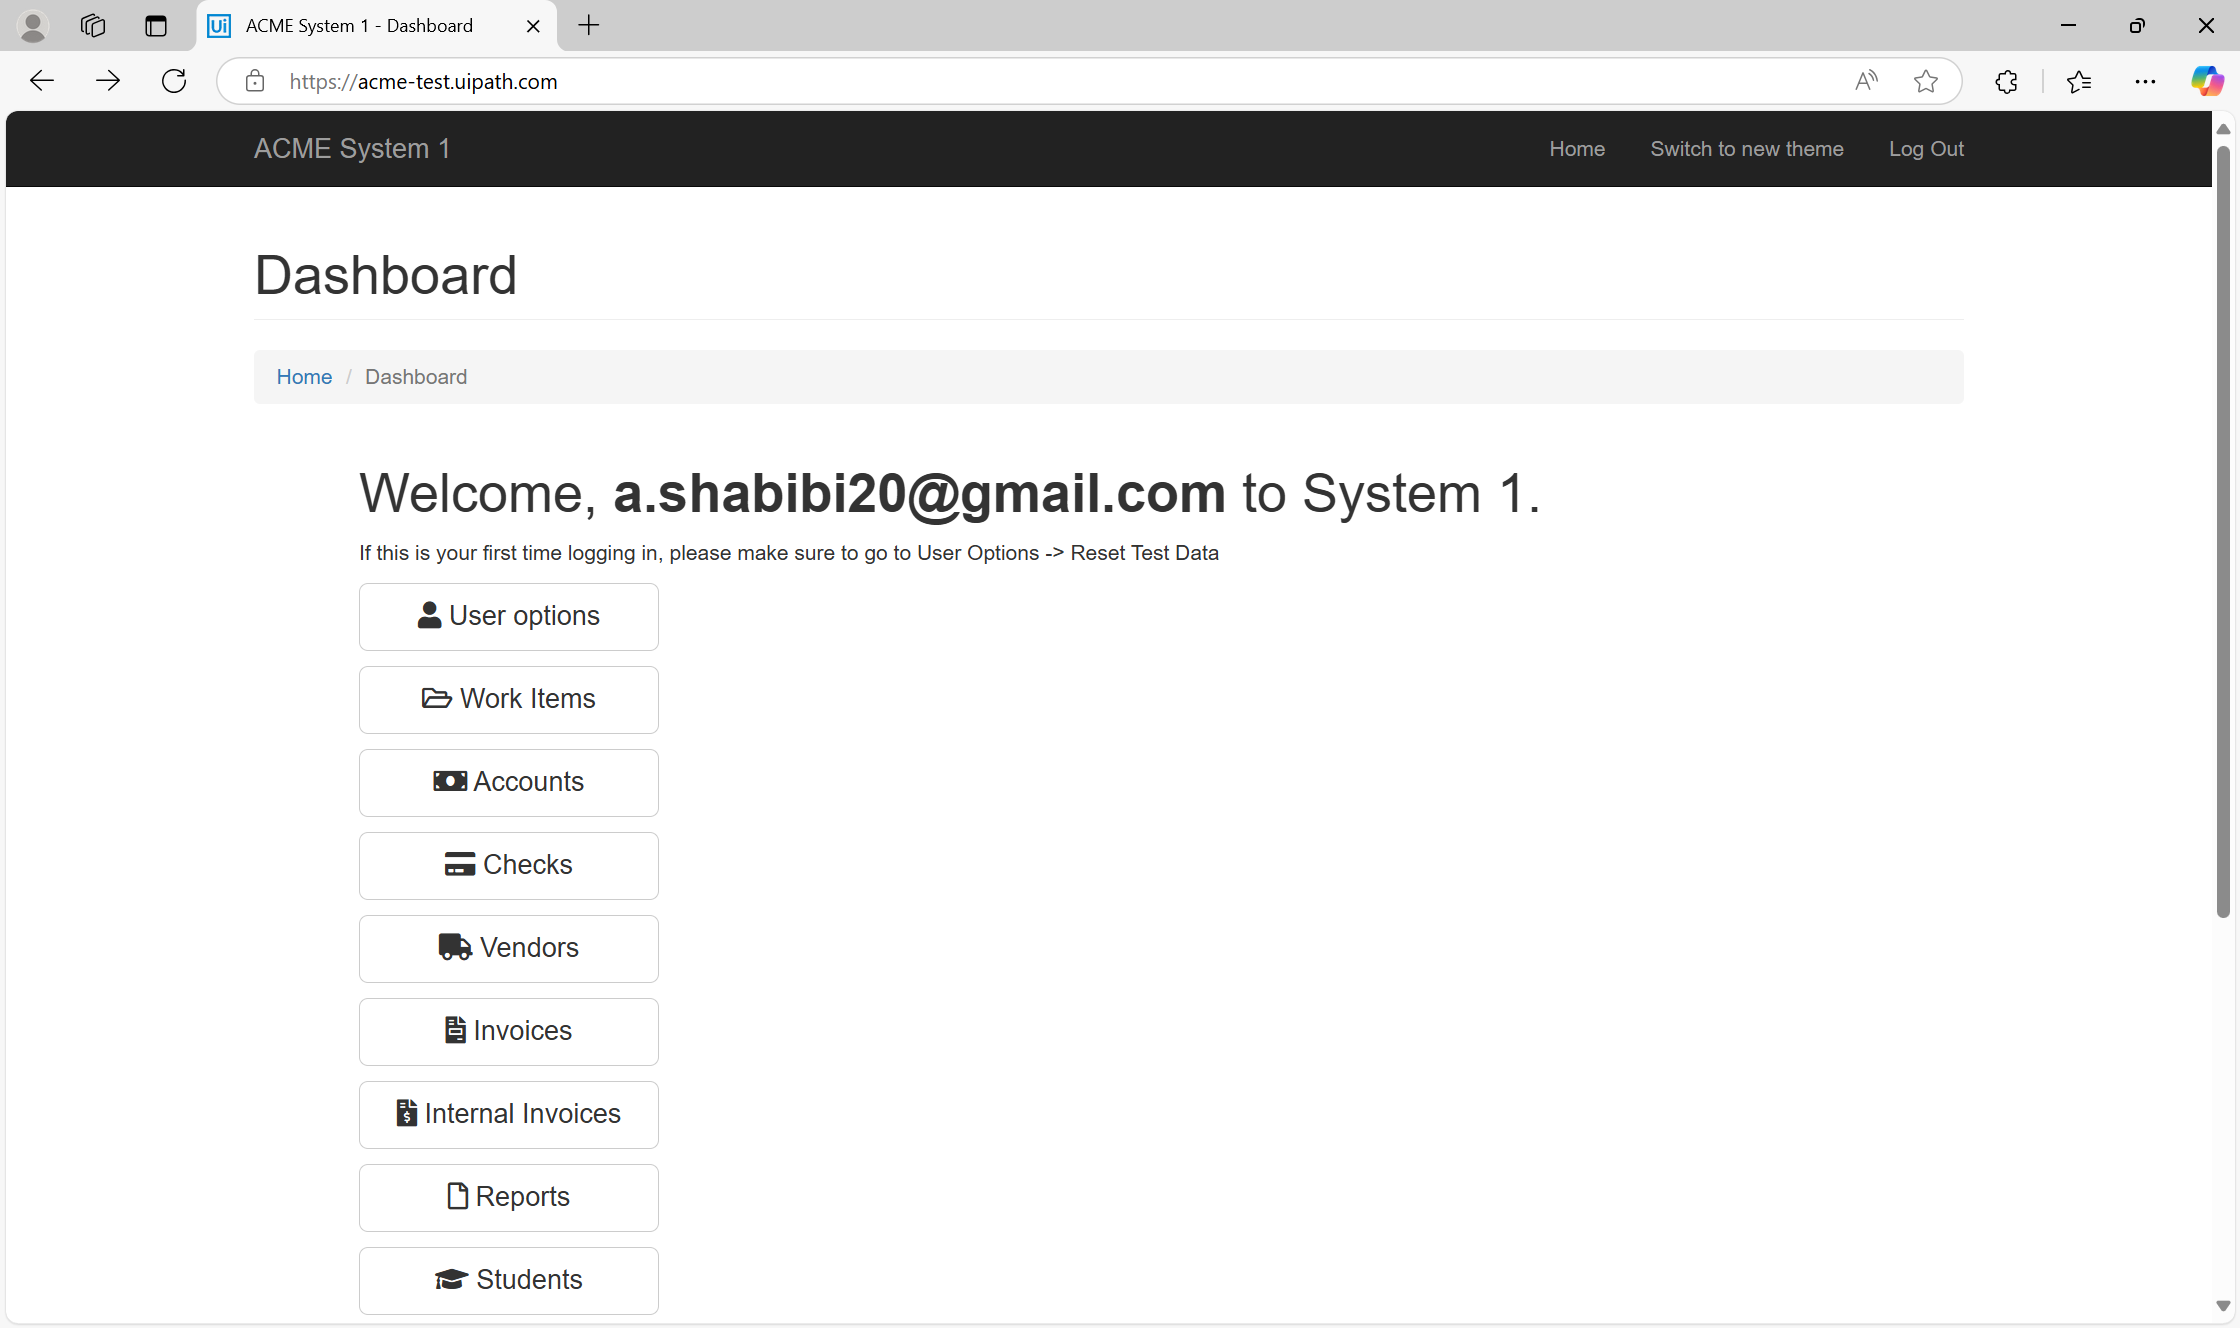 ACME System 1 - Dashboard
https://acme-test.uipath.com
ACME System 1
Home
Switch to new theme
Log Out
Dashboard
Home / Dashboard
Welcome, a.shabibi20@gmail.com to System 1.
If this is your first time logging in, please make sure to go to User Options -> Reset Test Data
User options
Work Items
Accounts
Checks
Vendors
Invoices
Internal Invoices
Reports
Students